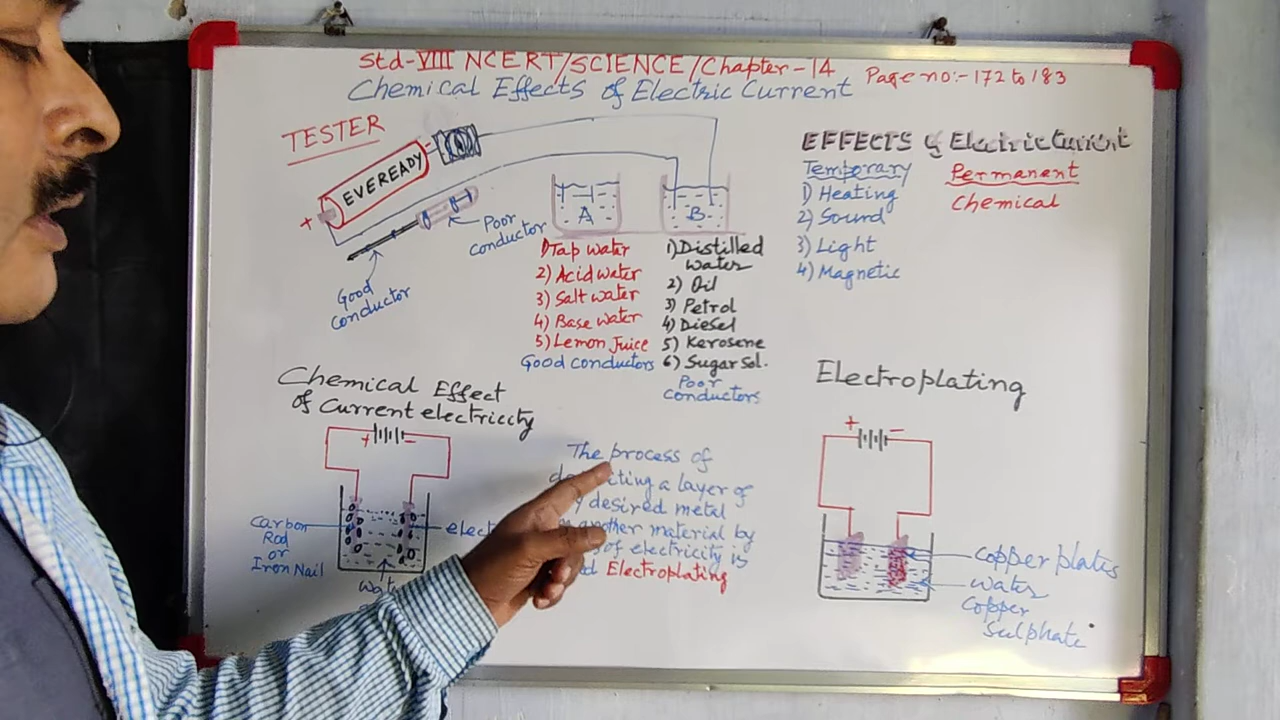 Std-VIII NCERT/SCIENCE/Chapter-14
Page no:-172 to 183
Chemical Effects of Electric Current
TESTER
EVEREADY
+
-
Poor
conductor
Good
conductor
A
B
1) Tap water
2) Acid water
3) Salt water
4) Base water
5) Lemon Juice
Good conductors
1) Distilled
water
2) Oil
3) Petrol
4) Diesel
5) Kerosene
6) Sugar Sol.
Poor
conductors
EFFECTS of Electric Current
Temporary
1) Heating
2) Sound
3) Light
4) Magnetic
Permanent
Chemical
Chemical Effect
of Current electricity
+ -
Carbon
Rod
or
Iron Nail
The process of
a layer of
desired metal
another material by
of electricity is
Electroplating
Electroplating
+ -
Copper plates
water
Copper
Sulphate